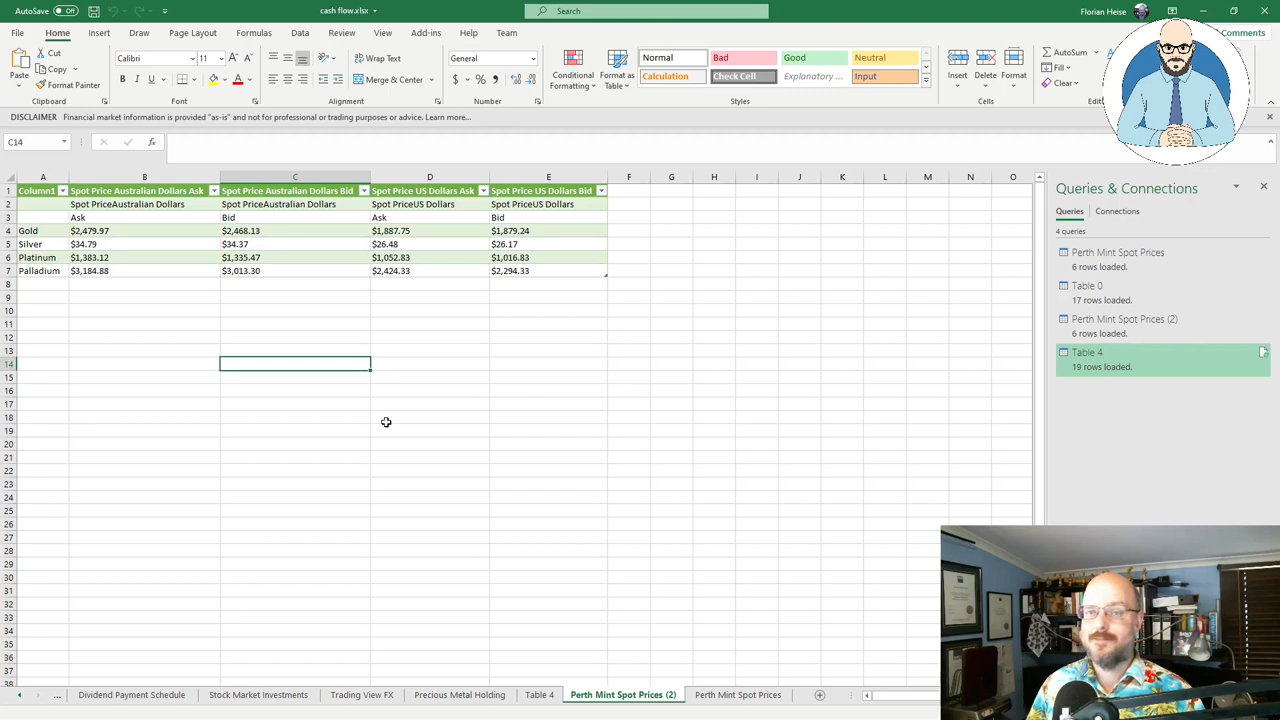 AutoSave Off cash flow.xlsx Search Florian Heise
File Home Insert Draw Page Layout Formulas Data Review View Add-ins Help Team Comments
Paste Cut Copy Format Painter
Calibri 11 A A
B I U
Wrap Text
Merge & Center
General
$ % 9
Conditional Formatting
Format as Table
Normal Bad Good Neutral
Calculation Check Cell Explanatory ... Input
Insert Delete Format
AutoSum
Fill
Clear
Clipboard Font Alignment Number Styles Cells
DISCLAIMER Financial market information is provided "as-is" and not for professional or trading purposes or advice. Learn more...
C14 fx
A B C D E F G H I J K L M N O
1 Column1 Spot Price Australian Dollars Ask Spot Price Australian Dollars Bid Spot Price US Dollars Ask Spot Price US Dollars Bid
2 Spot PriceAustralian Dollars Spot PriceAustralian Dollars Spot PriceUS Dollars Spot PriceUS Dollars
3 Ask Bid Ask Bid
4 Gold $2,479.97 $2,468.13 $1,887.75 $1,879.24
5 Silver $34.79 $34.37 $26.48 $26.17
6 Platinum $1,383.12 $1,335.47 $1,052.83 $1,016.83
7 Palladium $3,184.88 $3,013.30 $2,424.33 $2,294.33
8
9
10
11
12
13
14
15
16
17
18
19
20
21
22
23
24
25
26
27
28
29
30
31
32
33
34
35
36
37
Queries & Connections
Queries Connections
4 queries
Perth Mint Spot Prices
6 rows loaded.
Table 0
17 rows loaded.
Perth Mint Spot Prices (2)
6 rows loaded.
Table 4
19 rows loaded.
... Dividend Payment Schedule Stock Market Investments Trading View FX Precious Metal Holding Table 4 Perth Mint Spot Prices (2) Perth Mint Spot Prices